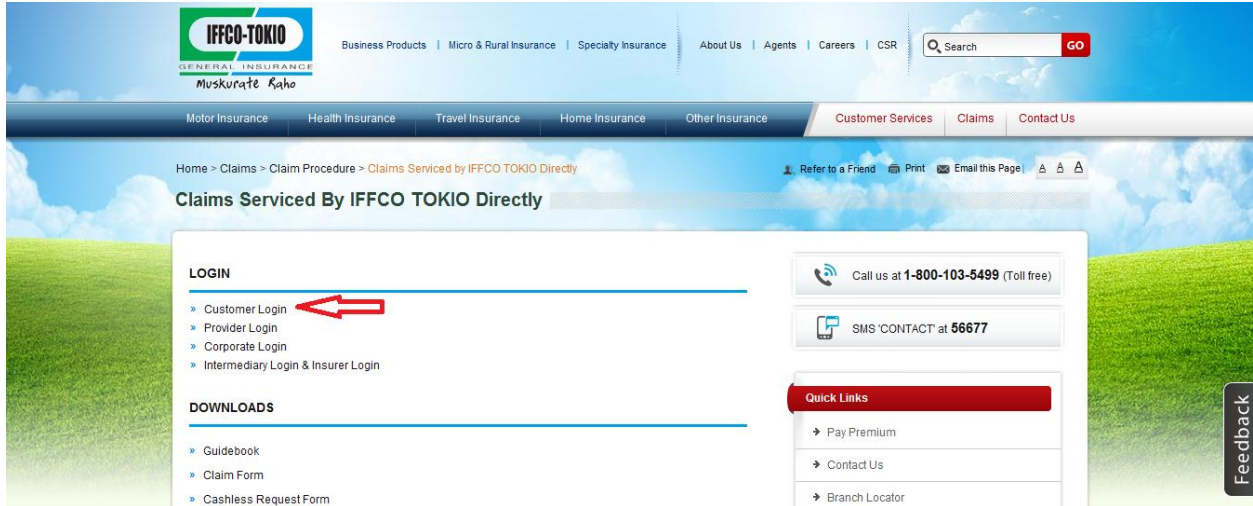 IFFCO-TOKIO
GENERAL INSURANCE
Muskurate Raho
Business Products | Micro & Rural Insurance | Specialty Insurance
About Us | Agents | Careers | CSR
Search
GO
Motor Insurance
Health Insurance
Travel Insurance
Home Insurance
Other Insurance
Customer Services
Claims
Contact Us
Home > Claims > Claim Procedure > Claims Serviced by IFFCO TOKIO Directly
Refer to a Friend
Print
Email this Page |
A A A
Claims Serviced By IFFCO TOKIO Directly
LOGIN
» Customer Login
» Provider Login
» Corporate Login
» Intermediary Login & Insurer Login
DOWNLOADS
» Guidebook
» Claim Form
» Cashless Request Form
Call us at 1-800-103-5499 (Toll free)
SMS 'CONTACT' at 56677
Quick Links
Pay Premium
Contact Us
Branch Locator
Feedback